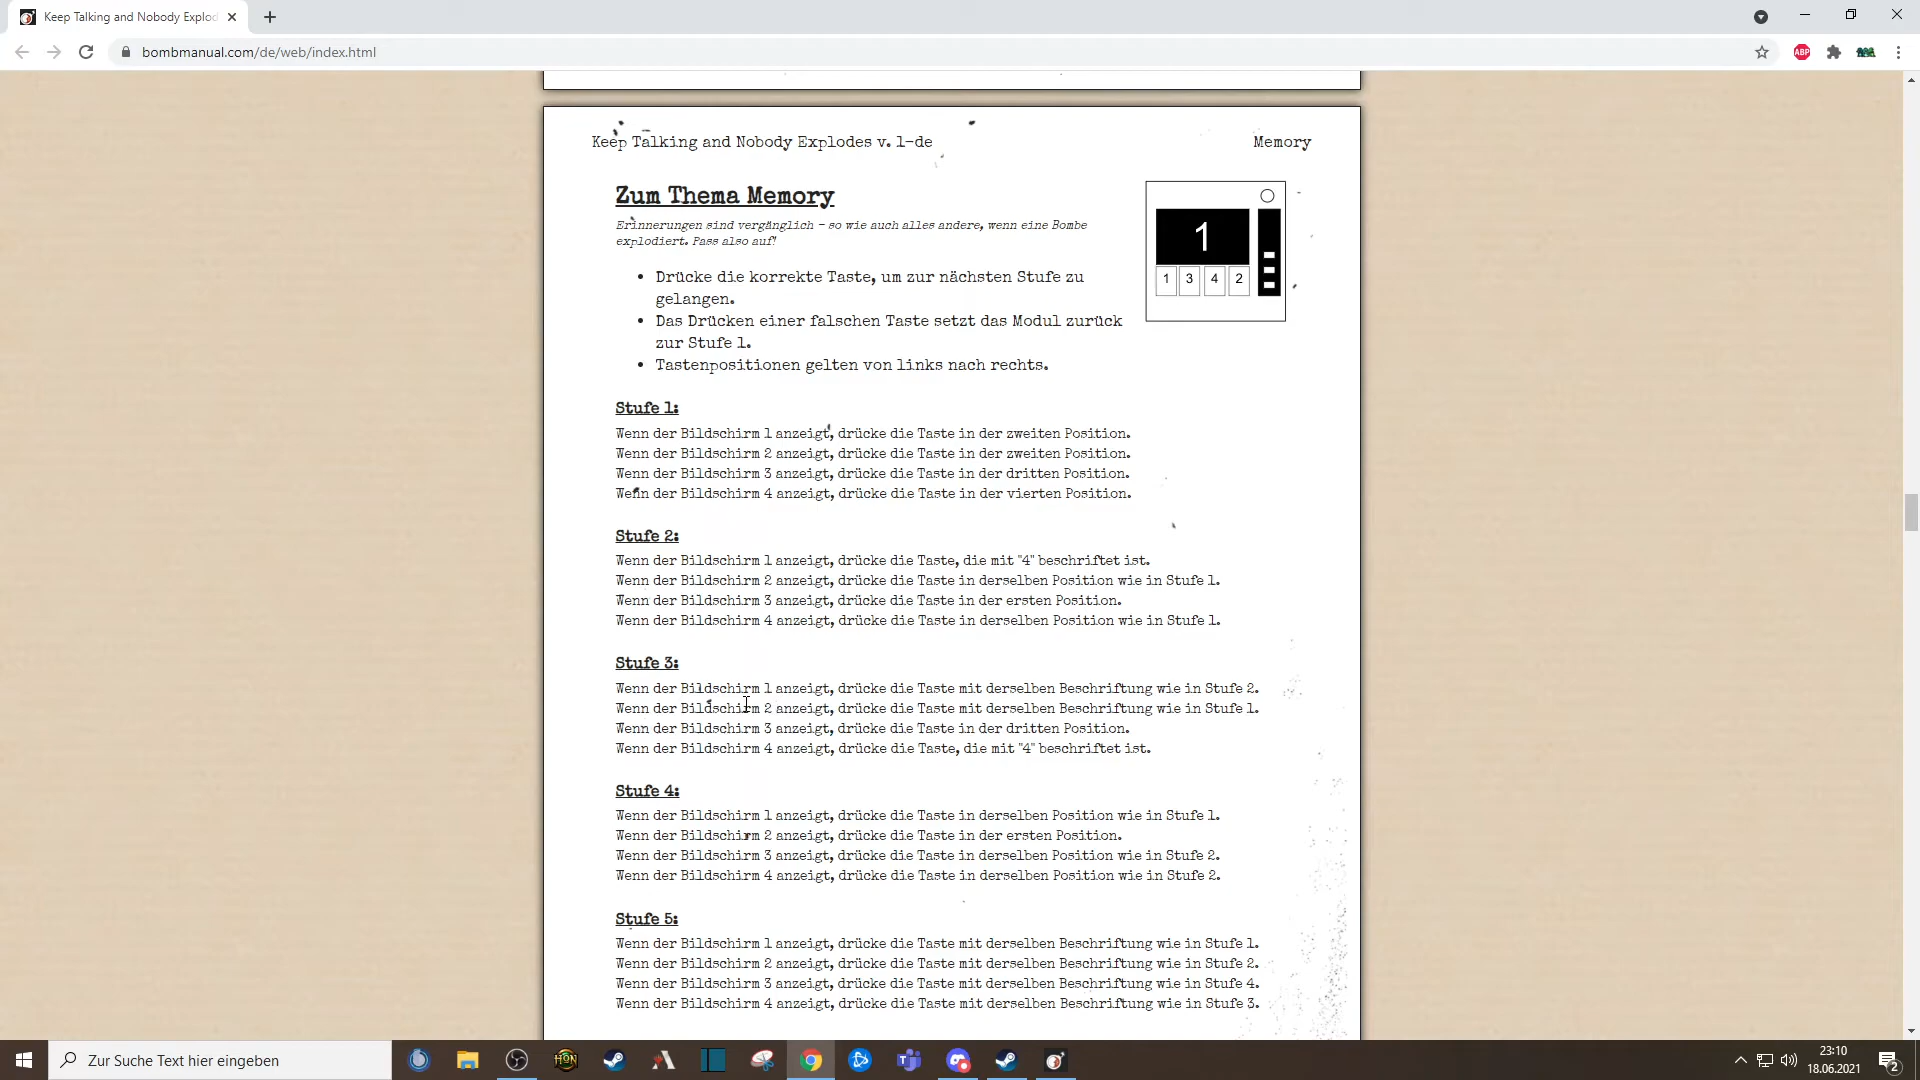 Keep Talking and Nobody Explod
bombmanual.com/de/web/index.html
ABP
Keep Talking and Nobody Explodes v. 1-de
Memory
Zum Thema Memory
Erinnerungen sind vergänglich – so wie auch alles andere, wenn eine Bombe
explodiert. Pass also auf!
1
1 3 4 2
• Drücke die korrekte Taste, um zur nächsten Stufe zu
gelangen.
• Das Drücken einer falschen Taste setzt das Modul zurück
zur Stufe 1.
• Tastenpositionen gelten von links nach rechts.
Stufe 1:
Wenn der Bildschirm 1 anzeigt, drücke die Taste in der zweiten Position.
Wenn der Bildschirm 2 anzeigt, drücke die Taste in der zweiten Position.
Wenn der Bildschirm 3 anzeigt, drücke die Taste in der dritten Position.
Wenn der Bildschirm 4 anzeigt, drücke die Taste in der vierten Position.
Stufe 2:
Wenn der Bildschirm 1 anzeigt, drücke die Taste, die mit "4" beschriftet ist.
Wenn der Bildschirm 2 anzeigt, drücke die Taste in derselben Position wie in Stufe 1.
Wenn der Bildschirm 3 anzeigt, drücke die Taste in der ersten Position.
Wenn der Bildschirm 4 anzeigt, drücke die Taste in derselben Position wie in Stufe 1.
Stufe 3:
Wenn der Bildschirm 1 anzeigt, drücke die Taste mit derselben Beschriftung wie in Stufe 2.
Wenn der Bildschirm 2 anzeigt, drücke die Taste mit derselben Beschriftung wie in Stufe 1.
Wenn der Bildschirm 3 anzeigt, drücke die Taste in der dritten Position.
Wenn der Bildschirm 4 anzeigt, drücke die Taste, die mit "4" beschriftet ist.
Stufe 4:
Wenn der Bildschirm 1 anzeigt, drücke die Taste in derselben Position wie in Stufe 1.
Wenn der Bildschirm 2 anzeigt, drücke die Taste in der ersten Position.
Wenn der Bildschirm 3 anzeigt, drücke die Taste in derselben Position wie in Stufe 2.
Wenn der Bildschirm 4 anzeigt, drücke die Taste in derselben Position wie in Stufe 2.
Stufe 5:
Wenn der Bildschirm 1 anzeigt, drücke die Taste mit derselben Beschriftung wie in Stufe 1.
Wenn der Bildschirm 2 anzeigt, drücke die Taste mit derselben Beschriftung wie in Stufe 2.
Wenn der Bildschirm 3 anzeigt, drücke die Taste mit derselben Beschriftung wie in Stufe 4.
Wenn der Bildschirm 4 anzeigt, drücke die Taste mit derselben Beschriftung wie in Stufe 3.
Zur Suche Text hier eingeben
HON
23:10
18.06.2021
2